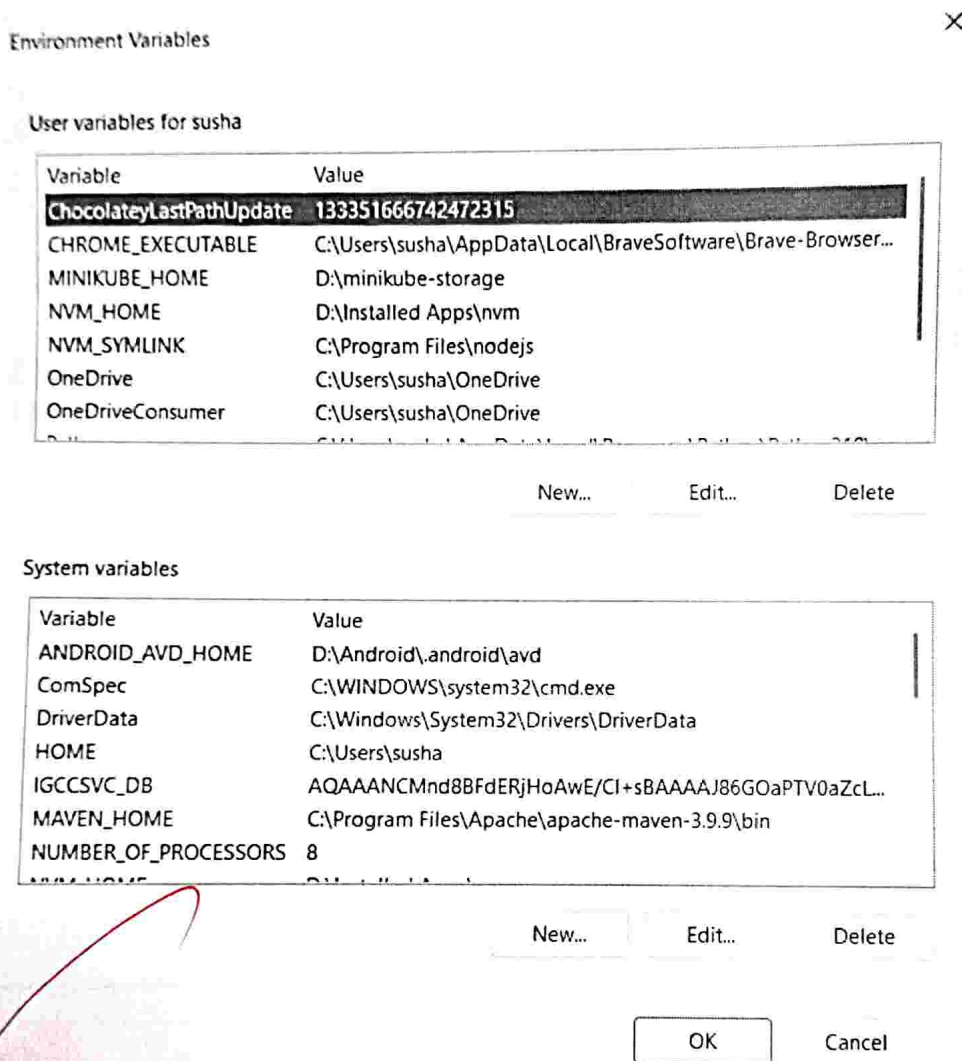 Environment Variables
User variables for susha
Variable Value
ChocolateyLastPathUpdate 133351666742472315
CHROME_EXECUTABLE C:\Users\susha\AppData\Local\BraveSoftware\Brave-Browser...
MINIKUBE_HOME D:\minikube-storage
NVM_HOME D:\Installed Apps\nvm
NVM_SYMLINK C:\Program Files\nodejs
OneDrive C:\Users\susha\OneDrive
OneDriveConsumer C:\Users\susha\OneDrive
New... Edit... Delete
System variables
Variable Value
ANDROID_AVD_HOME D:\Android\.android\avd
ComSpec C:\WINDOWS\system32\cmd.exe
DriverData C:\Windows\System32\Drivers\DriverData
HOME C:\Users\susha
IGCCSVC_DB AQAAANCMnd8BFdERjHoAwE/Cl+sBAAAAJ86GOaPTV0aZcL...
MAVEN_HOME C:\Program Files\Apache\apache-maven-3.9.9\bin
NUMBER_OF_PROCESSORS 8
New... Edit... Delete
OK Cancel